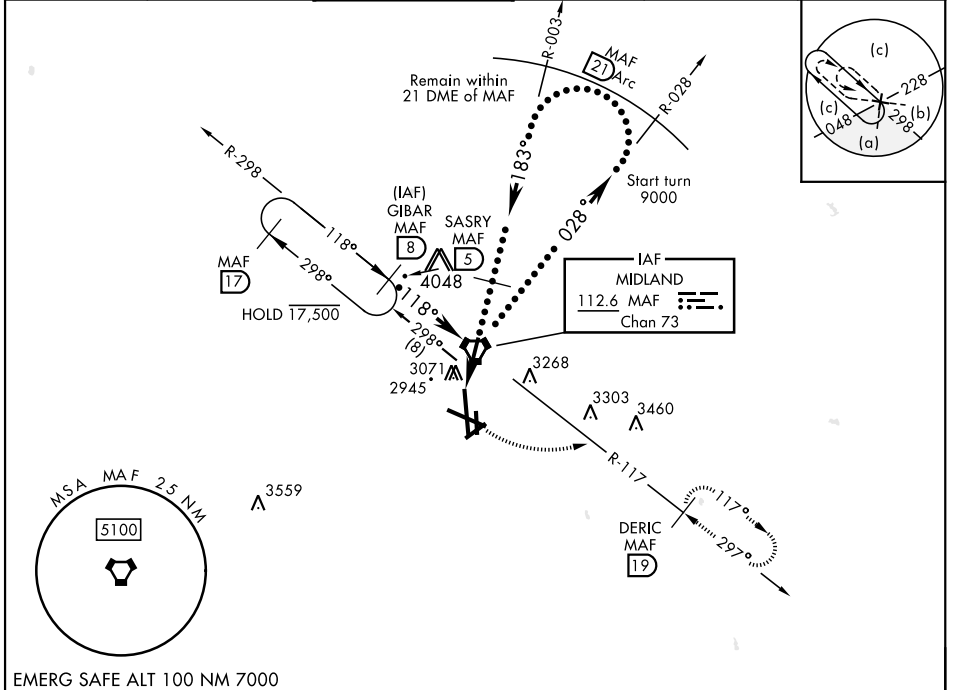 R-003
MAF
21 Arc
Remain within
21 DME of MAF
R-028
(c)
228
(c)
(b)
048
298
(a)
R-298
183°
Start turn
9000
028°
(IAF)
GIBAR
MAF
8
SASRY
MAF
5
118°
298°
MAF
17
4048
HOLD 17,500
118°
298°
(8)
IAF
MIDLAND
112.6 MAF
Chan 73
3071
2945
3268
3303
3460
R-117
3559
MSA MAF 25 NM
5100
117°
297°
DERIC
MAF
19
EMERG SAFE ALT 100 NM 7000